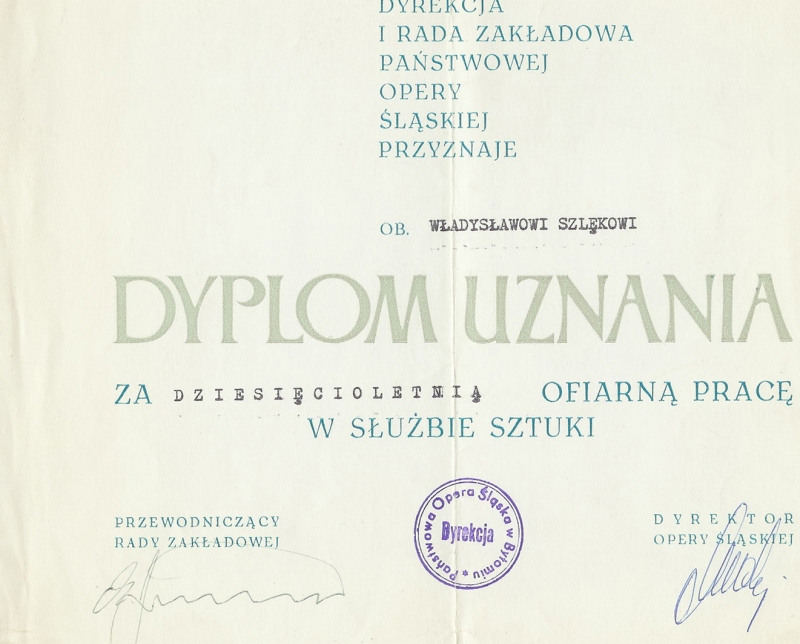 DYREKCJA
I RADA ZAKŁADOWA
PAŃSTWOWEJ
OPERY
ŚLĄSKIEJ
PRZYZNAJE
OB. WŁADYSŁAWOWI SZLĘKOWI
DYPLOM UZNANIA
ZA DZIESIĘCIOLETNIĄ OFIARNĄ PRACĘ
W SŁUŻBIE SZTUKI
PRZEWODNICZĄCY
RADY ZAKŁADOWEJ
Państwowa Opera Śląska w Bytomiu *
Dyrekcja
DYREKTOR
OPERY ŚLĄSKIEJ